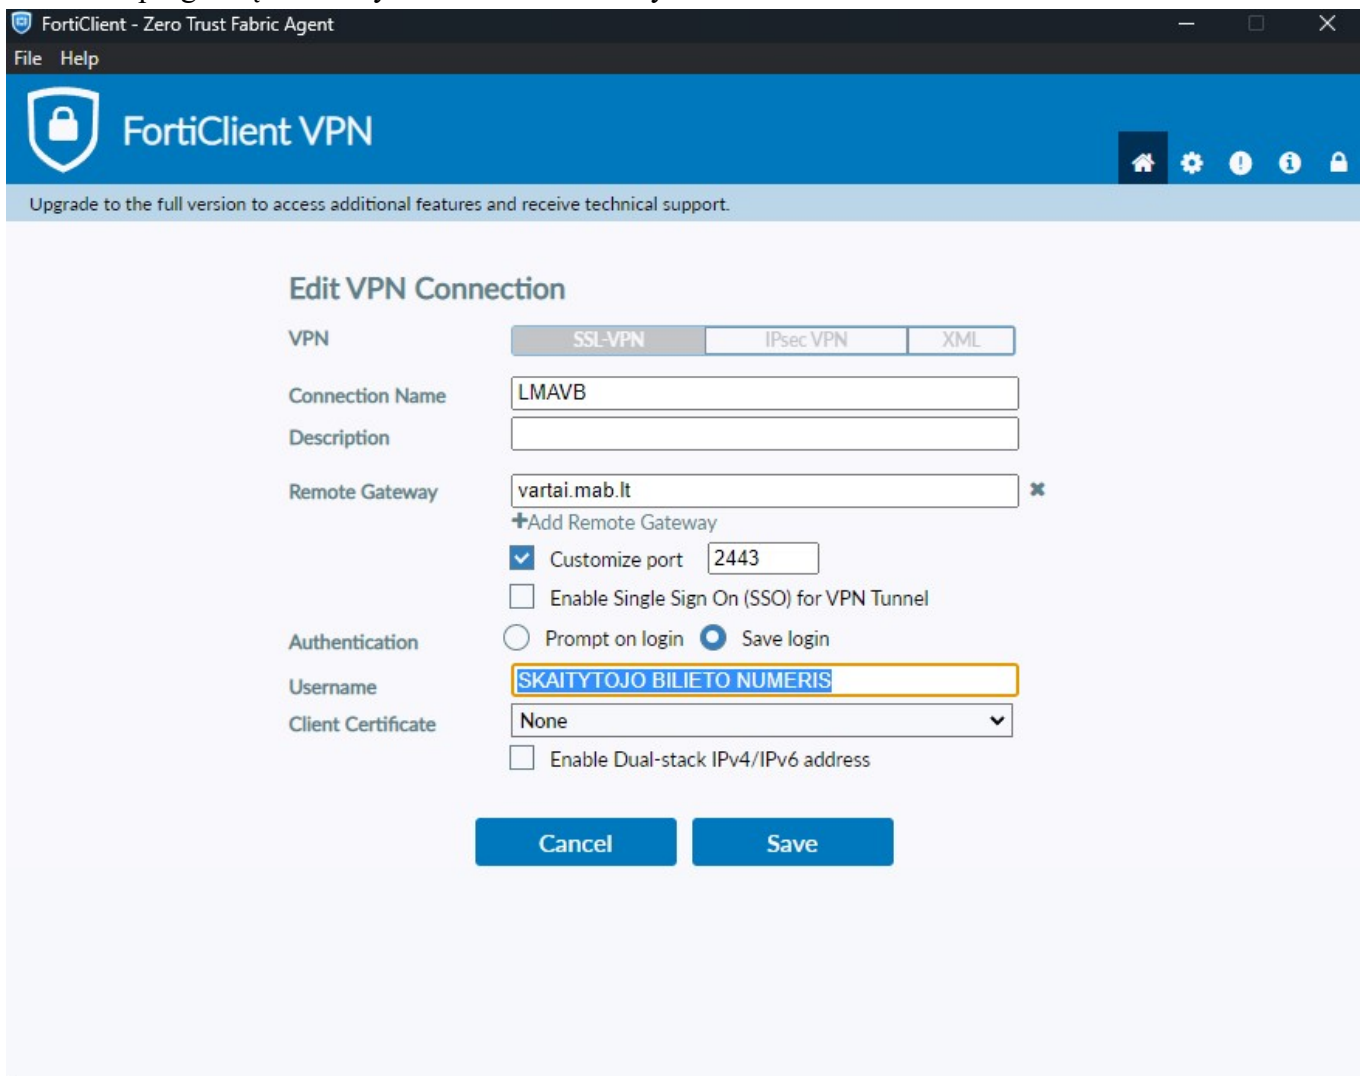 FortiClient - Zero Trust Fabric Agent
File Help
FortiClient VPN
Upgrade to the full version to access additional features and receive technical support.
Edit VPN Connection
VPN SSL-VPN IPsec VPN XML
Connection Name LMAVB
Description
Remote Gateway vartai.mab.lt
+Add Remote Gateway
Customize port 2443
Enable Single Sign On (SSO) for VPN Tunnel
Authentication Prompt on login Save login
Username SKAITYTOJO BILIETO NUMERIS
Client Certificate None
Enable Dual-stack IPv4/IPv6 address
Cancel Save